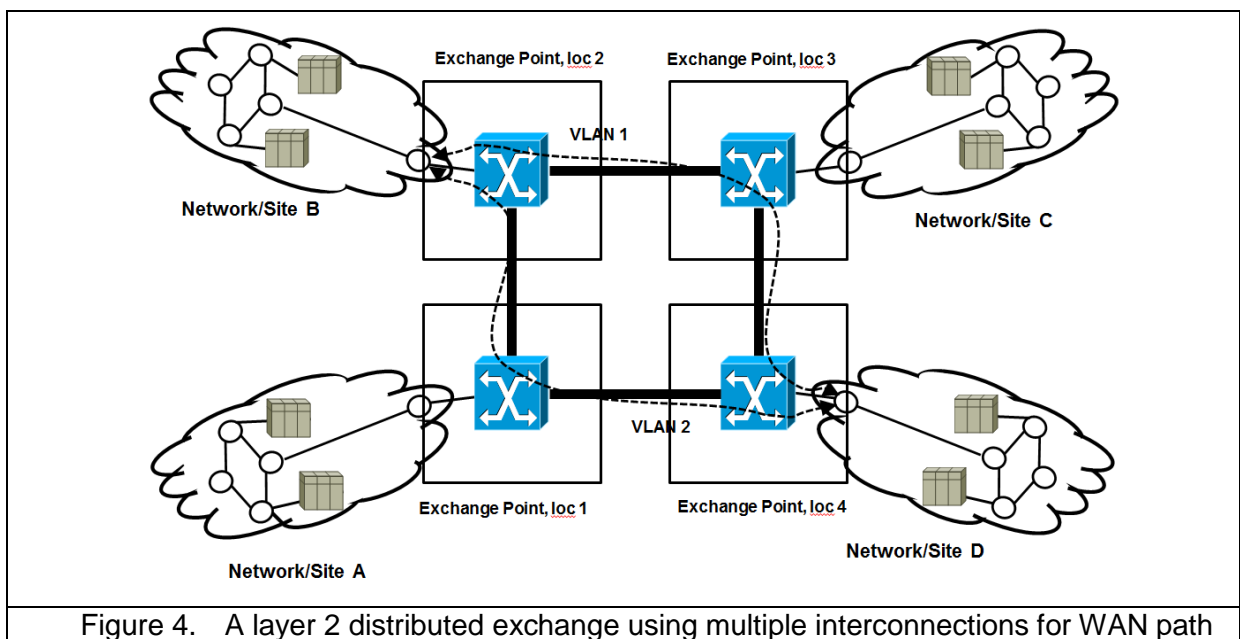 Exchange Point, loc 2
Exchange Point, loc 3
VLAN 1
Network/Site B
Network/Site C
VLAN 2
Exchange Point, loc 1
Exchange Point, loc 4
Network/Site D
Network/Site A
Figure 4. A layer 2 distributed exchange using multiple interconnections for WAN path